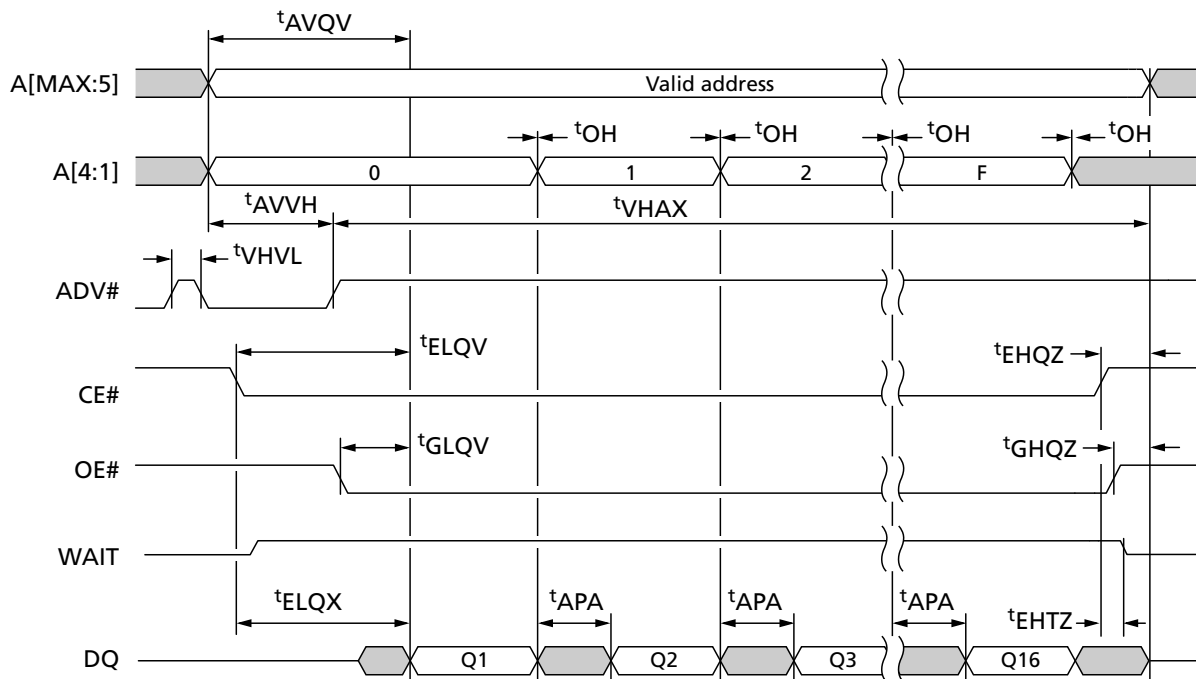 tAVQV
A[MAX:5] Valid address
tOH tOH tOH tOH
A[4:1] 0 1 2 F
tAVVH tVHAX
tVHVL
ADV#
tELQV tEHQZ
CE#
tGLQV tGHQZ
OE#
WAIT
tELQX tAPA tAPA tAPA tEHTZ
DQ Q1 Q2 Q3 Q16